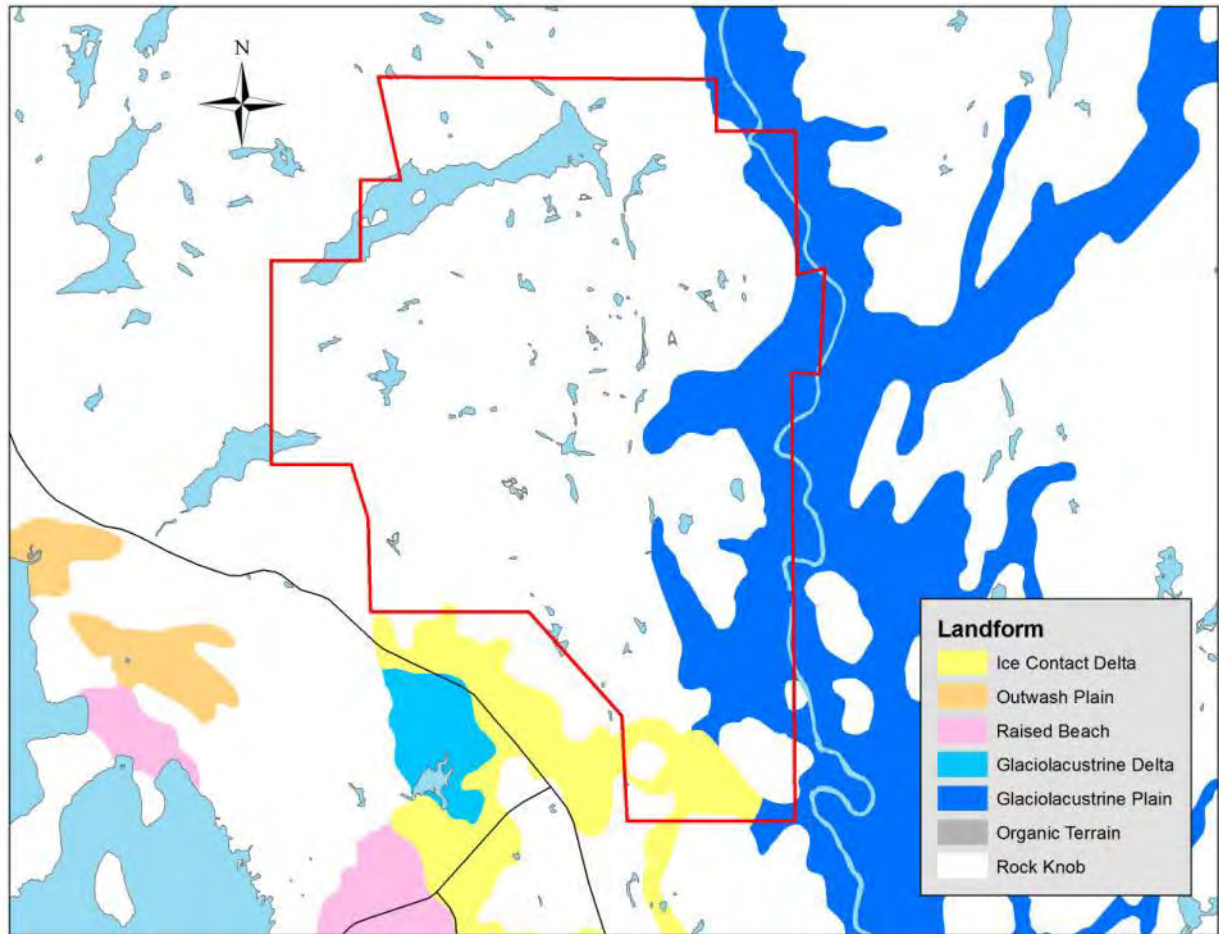 N
Landform
Ice Contact Delta
Outwash Plain
Raised Beach
Glaciolacustrine Delta
Glaciolacustrine Plain
Organic Terrain
Rock Knob